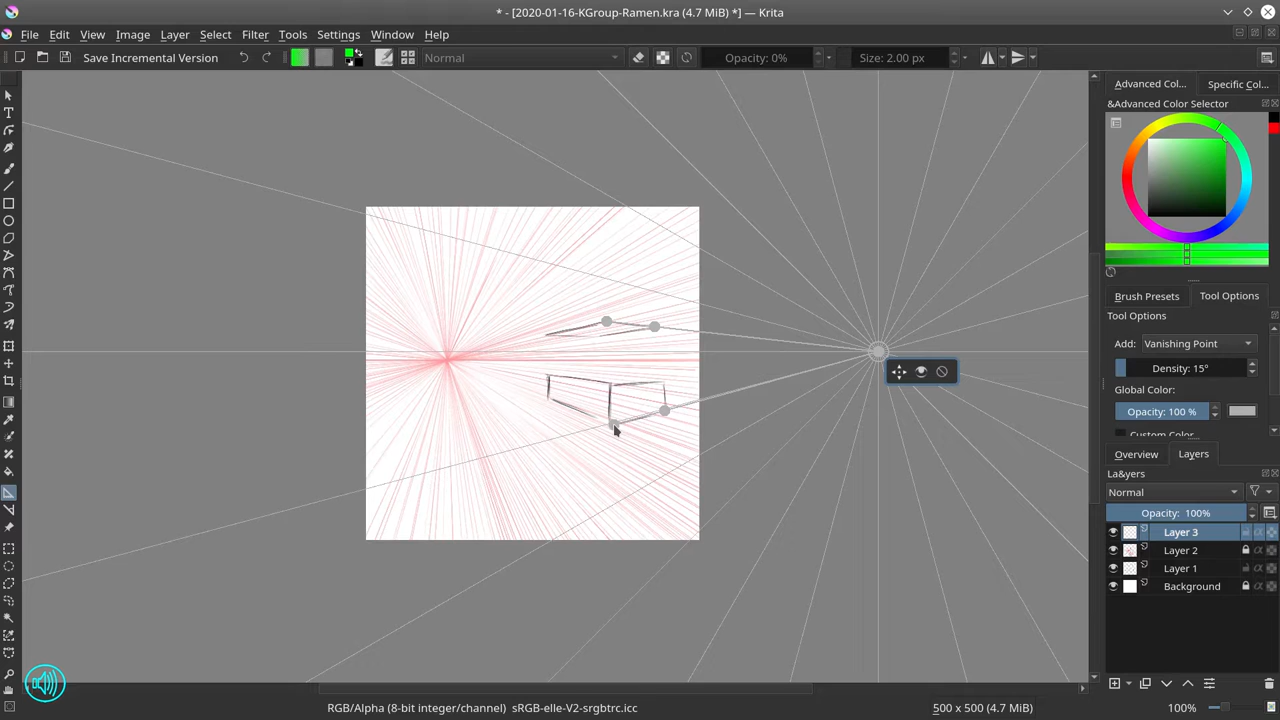 * - [2020-01-16-KGroup-Ramen.kra (4.7 MiB) *] — Krita
File Edit View Image Layer Select Filter Tools Settings Window Help
Save Incremental Version Normal Opacity: 0% Size: 2.00 px
Advanced Col... Specific Col...
&Advanced Color Selector
Brush Presets Tool Options
Tool Options
Add: Vanishing Point
Density: 15°
Global Color:
Opacity: 100 %
Custom Color
Overview Layers
La&yers
Normal
Opacity: 100%
Layer 3
Layer 2
Layer 1
Background
RGB/Alpha (8-bit integer/channel) sRGB-elle-V2-srgbtrc.icc 500 x 500 (4.7 MiB) 100%